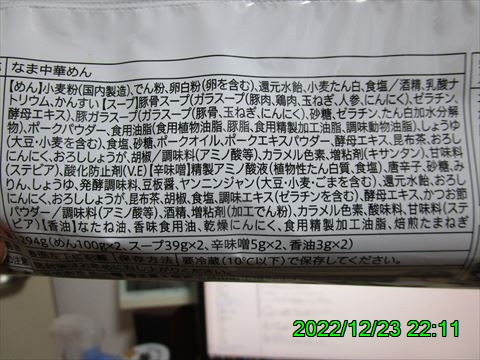 なま中華めん
【めん】小麦粉(国内製造)、でん粉、卵白粉(卵を含む)、還元水飴、小麦たん白、食塩／酒精、乳酸ナ
トリウム、かんすい【スープ】豚骨スープ(ガラスープ(豚肉、鶏肉、玉ねぎ、人参、にんにく)、ゼラチン、
酵母エキス)、豚ガラスープ(ガラスープ(豚骨、玉ねぎ、にんにく)、砂糖、ゼラチン、たん白加水分解
物)、ポークパウダー、食用油脂(食用植物油脂、豚脂、食用精製加工油脂、調味動物油脂)、しょうゆ
(大豆・小麦を含む)、食塩、砂糖、ポークオイル、ポークエキスパウダー、酵母エキス、昆布茶、おろし
にんにく、おろししょうが、胡椒／調味料(アミノ酸等)、カラメル色素、増粘剤(キサンタン)、甘味料
(ステビア)、酸化防止剤(V.E)【辛味噌】精製アミノ酸液(植物性たん白質、食塩)、唐辛子、砂糖、み
りん、しょうゆ、発酵調味料、豆板醤、ヤンニンジャン(大豆・小麦・ごまを含む)、還元水飴、おろし
にんにく、おろししょうが、昆布茶、胡椒、食塩、調味エキス(ゼラチンを含む)、酵母エキス、かつお節
パウダー／調味料(アミノ酸等)、酒精、増粘剤(加工でん粉)、カラメル色素、酸味料、甘味料(ステ
ビア)【香油】なたね油、香味食用油、乾燥にんにく、食用精製加工油脂、焙煎たまねぎ
294g(めん100g×2、スープ39g×2、辛味噌5g×2、香油3g×2)
保存方法 要冷蔵(10℃以下)で保存してください。
2022/12/23 22:11